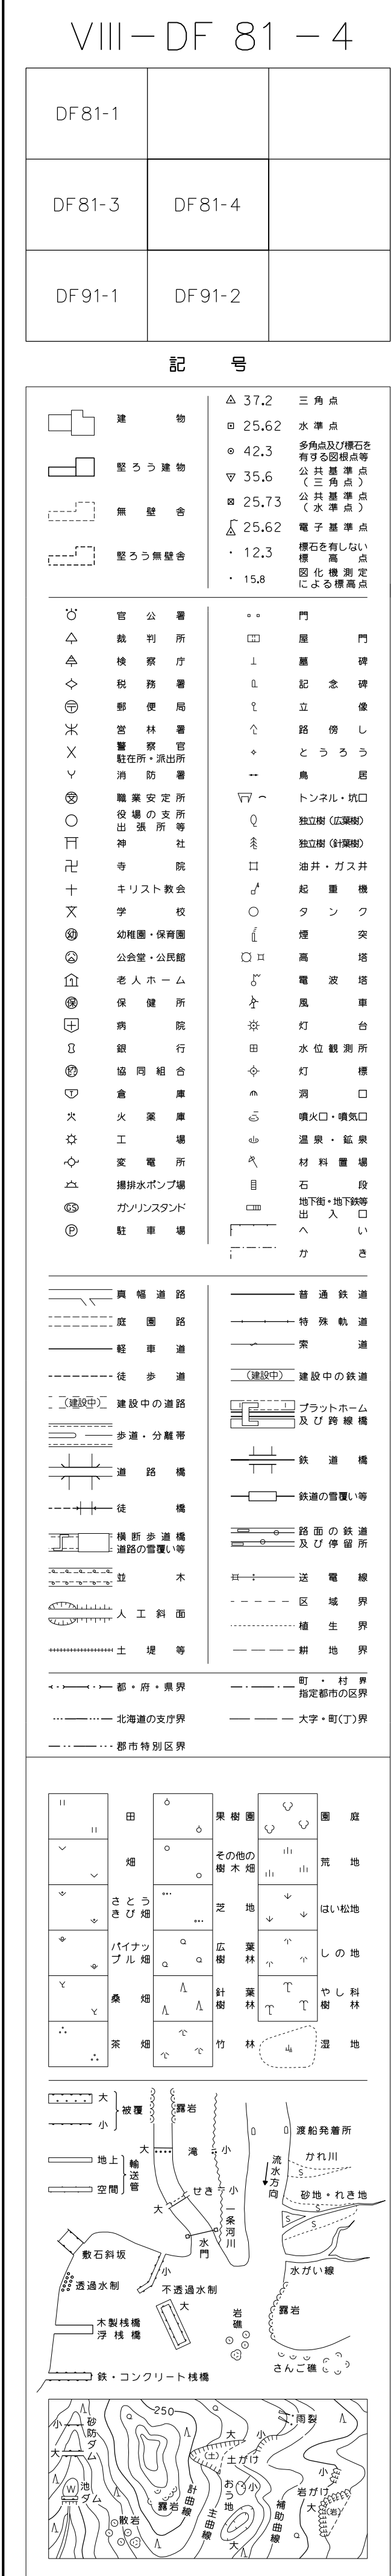 VIII-DF 81-4
DF81-1
DF81-3 DF81-4
DF91-1 DF91-2
記号
建物
堅ろう建物
無壁舎
堅ろう無壁舎
37.2 三角点
25.62 水準点
42.3 多角点及び標石を
有する図根点等
35.6 公共基準点
(三角点)
25.73 公共基準点
(水準点)
25.62 電子基準点
12.3 標石を有しない
標高点
15.8 図化機測定
による標高点
官公署
裁判所
検察庁
税務署
郵便局
営林署
警察官
駐在所・派出所
消防署
職業安定所
役場の支所
出張所等
神社
寺院
キリスト教会
文 学校
幼 幼稚園・保育園
公 公会堂・公民館
老人ホーム
保 保健所
病院
銀行
協 協同組合
倉庫
火 火薬庫
工場
変電所
揚排水ポンプ場
GS ガソリンスタンド
P 駐車場
門
屋門
墓碑
記念碑
立像
路傍し
とうろう
鳥居
トンネル・坑口
独立樹(広葉樹)
独立樹(針葉樹)
油井・ガス井
起重機
タンク
煙突
高塔
電波塔
風車
灯台
水位観測所
灯標
洞口
噴火口・噴気口
温泉・鉱泉
材料置場
石段
地下街・地下鉄等
出入口
へい
かき
真幅道路
庭園路
軽車道
徒歩道
(建設中) 建設中の道路
歩道・分離帯
道路橋
徒橋
横断歩道橋
道路の雪覆い等
並木
人工斜面
土堤等
普通鉄道
特殊軌道
索道
(建設中) 建設中の鉄道
プラットホーム
及び跨線橋
鉄道橋
鉄道の雪覆い等
路面の鉄道
及び停留所
送電線
区域界
植生界
耕地界
都・府・県界
北海道の支庁界
郡市特別区界
町・村界
指定都市の区界
大字・町(丁)界
田
畑
さとう
きび畑
パイナッ
プル畑
桑畑
茶畑
果樹園
その他の
樹木畑
芝地
広葉
樹林
針葉
樹林
竹林
園庭
荒地
はい松地
しの地
やし科
樹林
湿地
大
小
被覆
地上
空間
輸送管
露岩
大 滝 小
せき 小
大
水門
一条河川
渡船発着所
かれ川
S
流水方向
砂地・れき地
S
S
S
敷石斜坂
透過水制
小
不透過水制
大
水がい線
露岩
木製桟橋
浮桟橋
岩礁
さんご礁
鉄・コンクリート桟橋
250
小
大
砂防ダム
W
池
ダム
散岩
露岩
計曲線
主曲線
大 小
(土)
土がけ
おう地
小
大
補助曲線
雨裂
小
岩がけ
大
(岩)